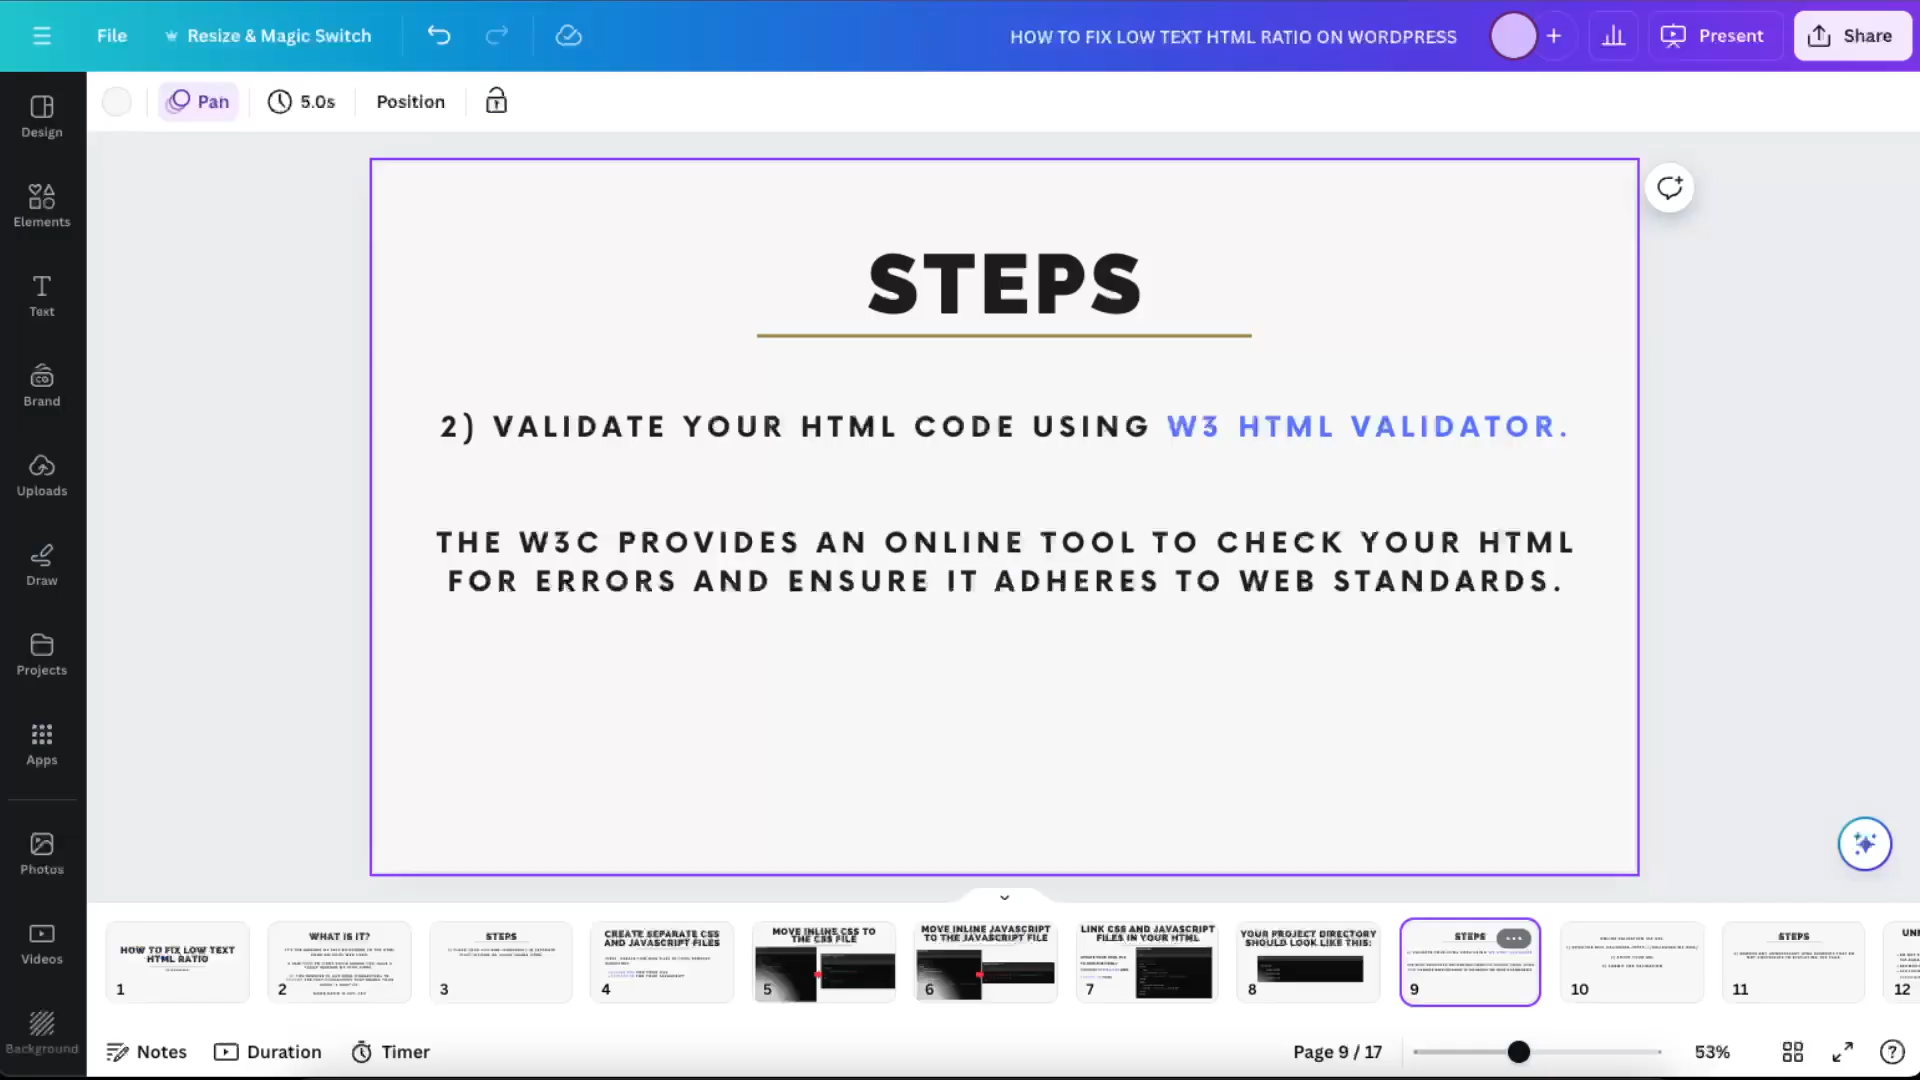 File
Resize & Magic Switch
HOW TO FIX LOW TEXT HTML RATIO ON WORDPRESS
Present
Share
Pan
5.0s
Position
Design
Elements
Text
CO
Brand
Uploads
Draw
Projects
Apps
Photos
Videos
Background
STEPS
2) VALIDATE YOUR HTML CODE USING W3 HTML VALIDATOR.
THE W3C PROVIDES AN ONLINE TOOL TO CHECK YOUR HTML
FOR ERRORS AND ENSURE IT ADHERES TO WEB STANDARDS.
HOW TO FIX LOW TEXT
HTML RATIO
1
WHAT IS IT?
2
STEPS
3
CREATE SEPARATE CSS
AND JAVASCRIPT FILES
4
MOVE INLINE CSS TO
THE CSS FILE
5
MOVE INLINE JAVASCRIPT
TO THE JAVASCRIPT FILE
6
LINK CSS AND JAVASCRIPT
FILES IN YOUR HTML
7
YOUR PROJECT DIRECTORY
SHOULD LOOK LIKE THIS:
8
STEPS
9
10
STEPS
11
12
Notes
Duration
Timer
Page 9 / 17
53%